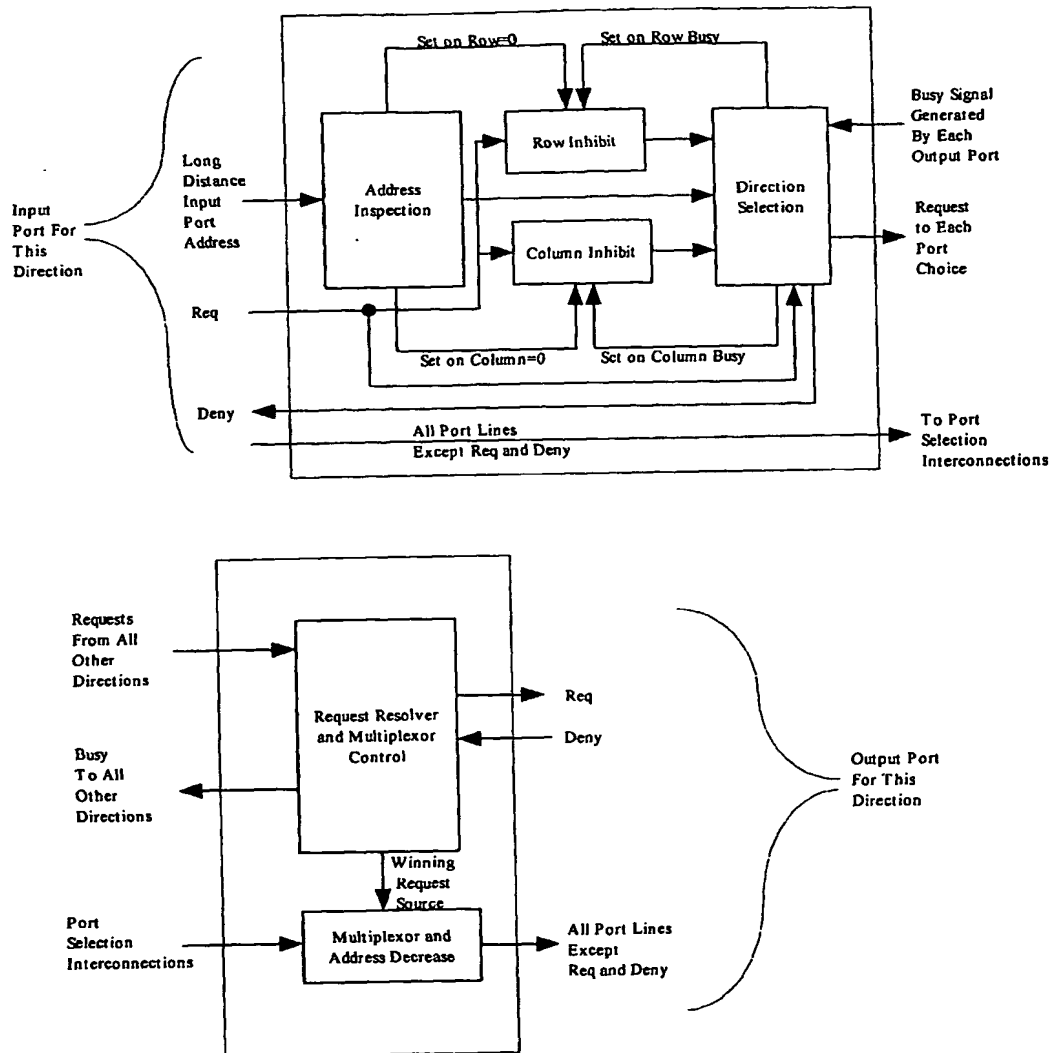 Set on Row=0
Set on Row Busy
Busy Signal
Generated
By Each
Output Port
Row Inhibit
Long
Distance
Input
Port
Address
Address
Inspection
Direction
Selection
Input
Port For
This
Direction
Request
to Each
Port
Choice
Column Inhibit
Req
Set on Column=0
Set on Column Busy
Deny
All Port Lines
Except Req and Deny
To Port
Selection
Interconnections
Requests
From All
Other
Directions
Request Resolver
and Multiplexor
Control
Req
Deny
Busy
To All
Other
Directions
Output Port
For This
Direction
Winning
Request
Source
Port
Selection
Interconnections
Multiplexor and
Address Decrease
All Port Lines
Except
Req and Deny